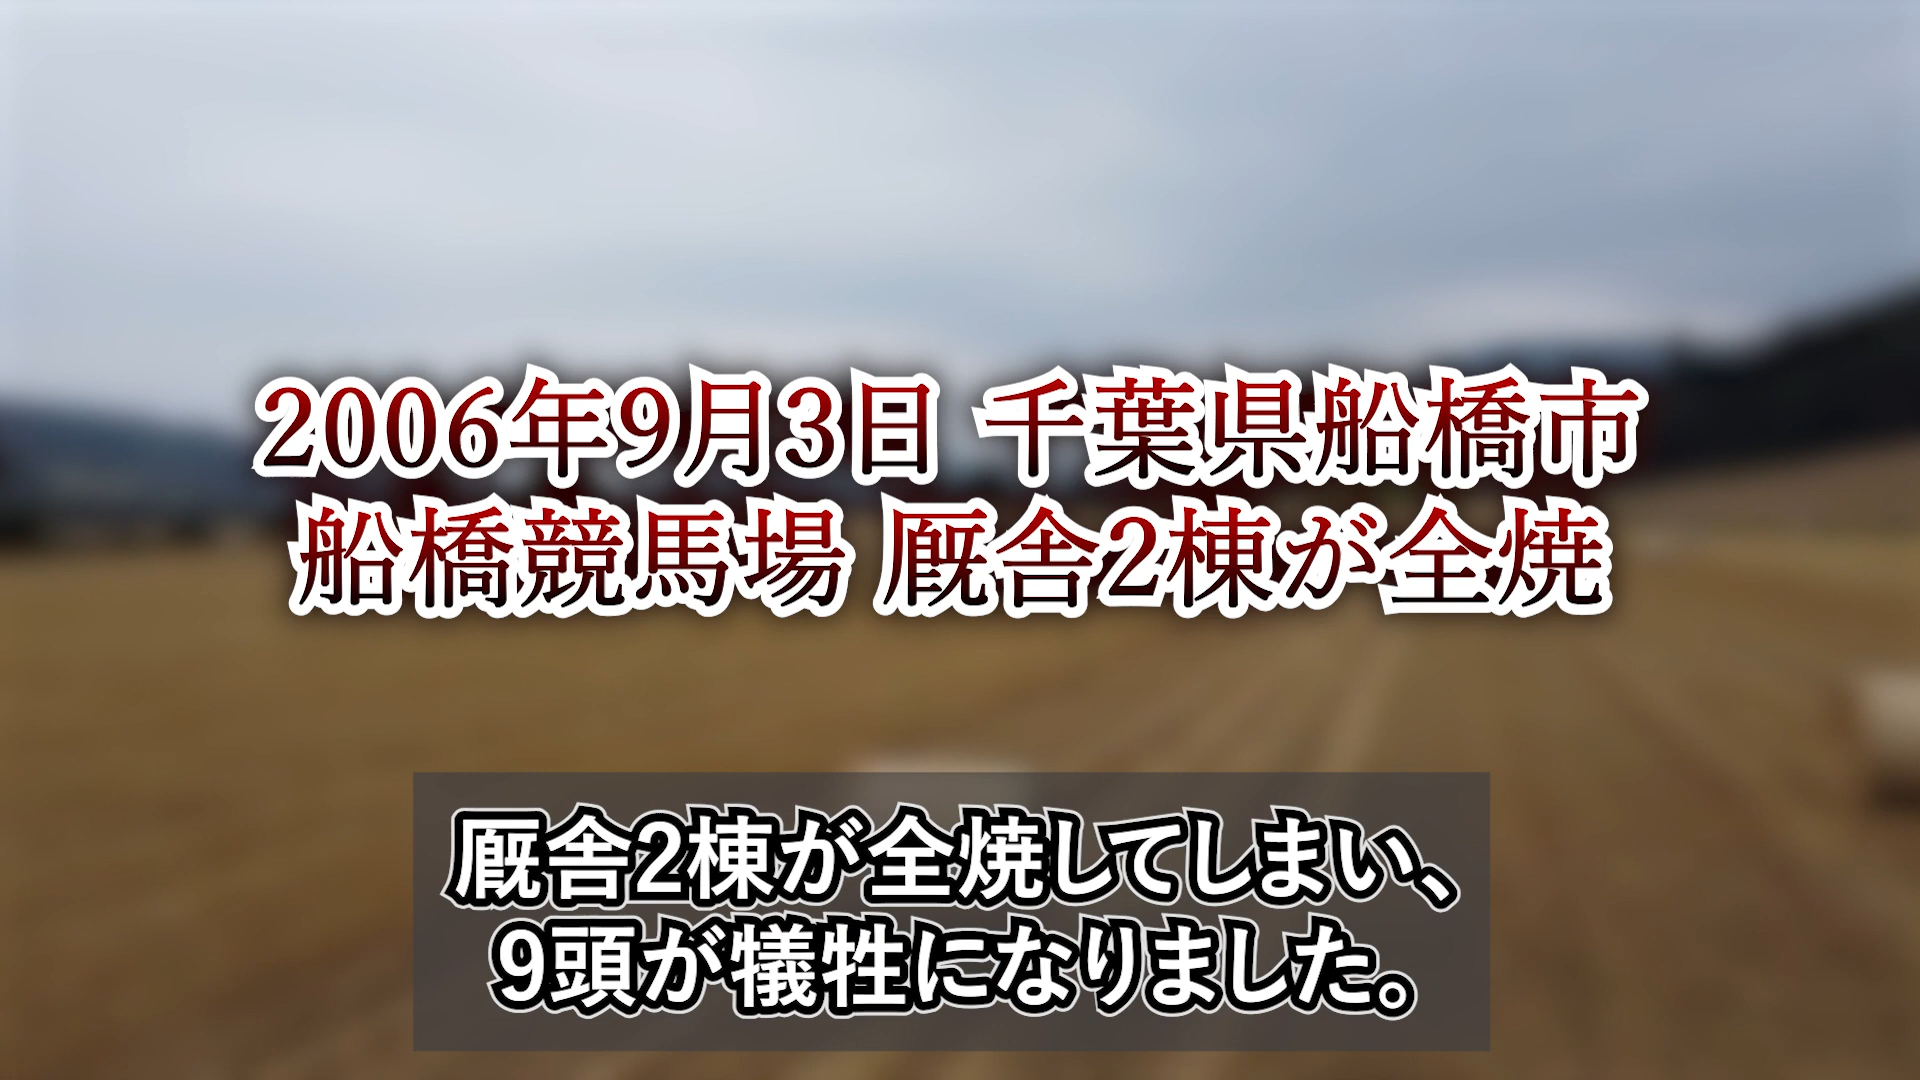 2006年9月3日 千葉県船橋市
船橋競馬場 厩舎2棟が全焼
厩舎2棟が全焼してしまい、
9頭が犠牲になりました。